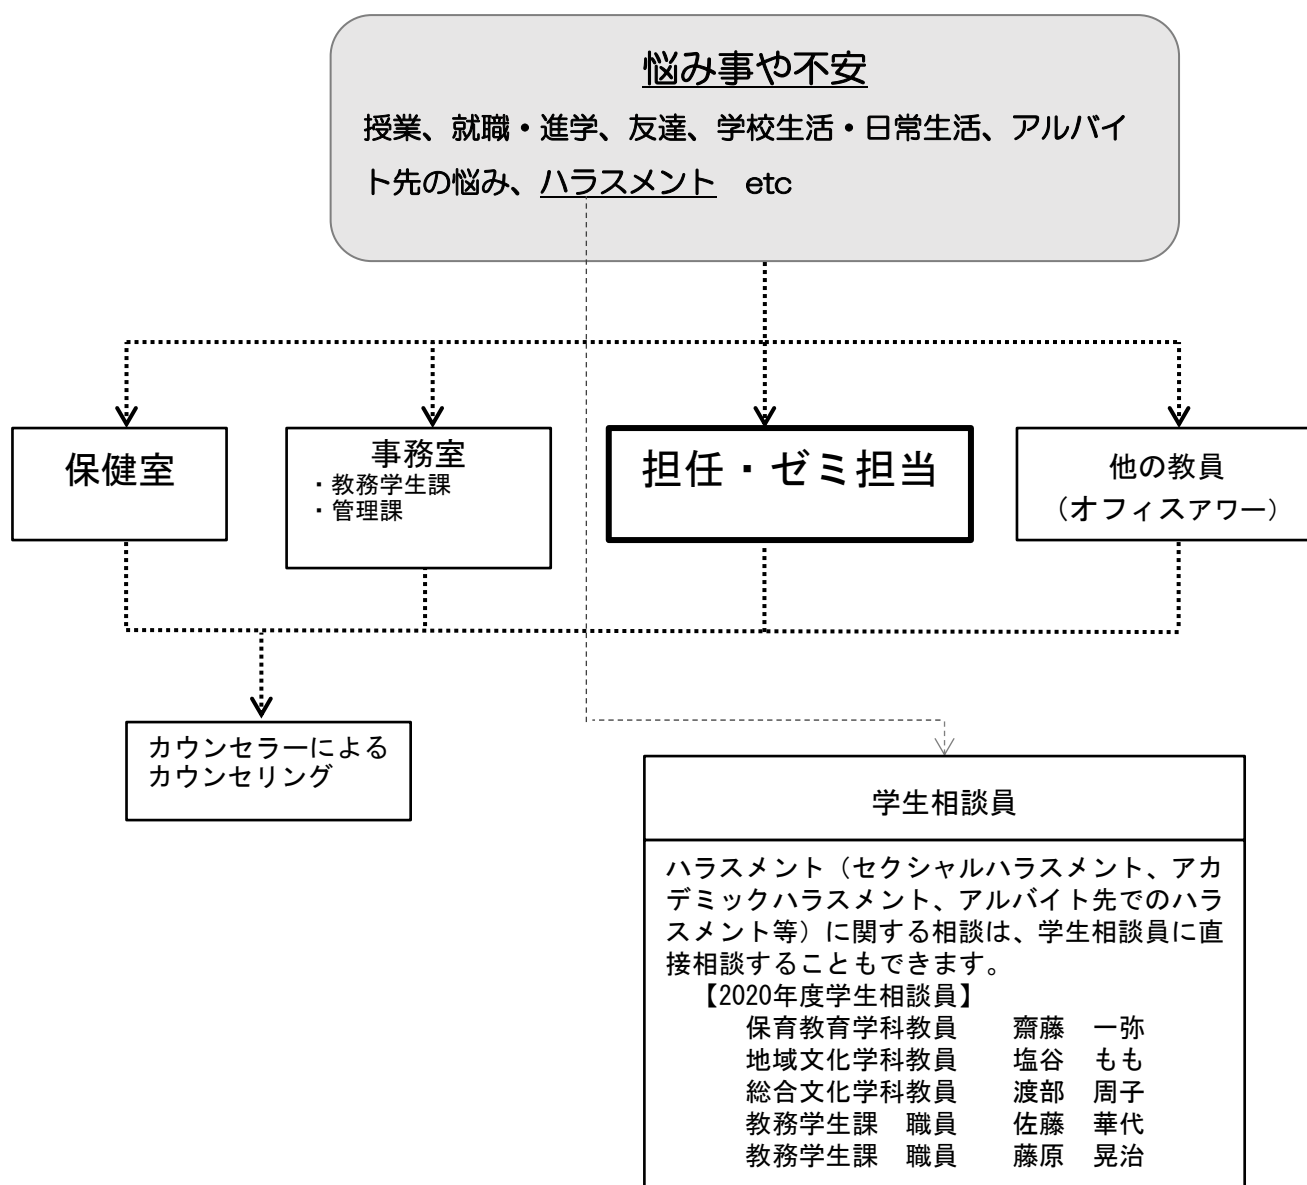 悩み事や不安
授業、就職・進学、友達、学校生活・日常生活、アルバイ
ト先の悩み、ハラスメント　etc
保健室
事務室
・教務学生課
・管理課
担任・ゼミ担当
他の教員
（オフィスアワー）
カウンセラーによる
カウンセリング
学生相談員
ハラスメント（セクシャルハラスメント、アカ
デミックハラスメント、アルバイト先でのハラ
スメント等）に関する相談は、学生相談員に直
接相談することもできます。
【2020年度学生相談員】
保育教育学科教員　　齋藤　一弥
地域文化学科教員　　塩谷　もも
総合文化学科教員　　渡部　周子
教務学生課　職員　　佐藤　華代
教務学生課　職員　　藤原　晃治